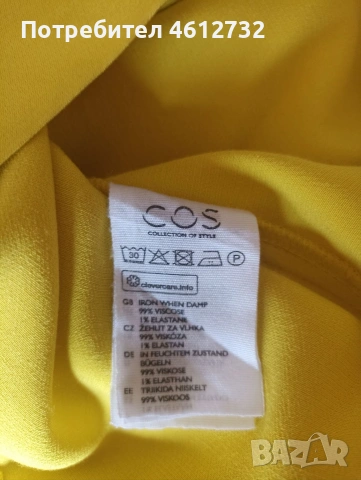 Потребител 4612732
COS
COLLECTION OF STYLE
30
P
clevercare.info
GB IRON WHEN DAMP
99% VISCOSE
1% ELASTANE
CZ ŽEHLIT ZA VLHKA
99% VISKÓZA
1% ELASTAN
DE IN FEUCHTEM ZUSTAND
BÜGELN
99% VISKOSE
1% ELASTHAN
EE TRIIKIDA NIISKELT
99% VISKOOS
BAZAR
bg